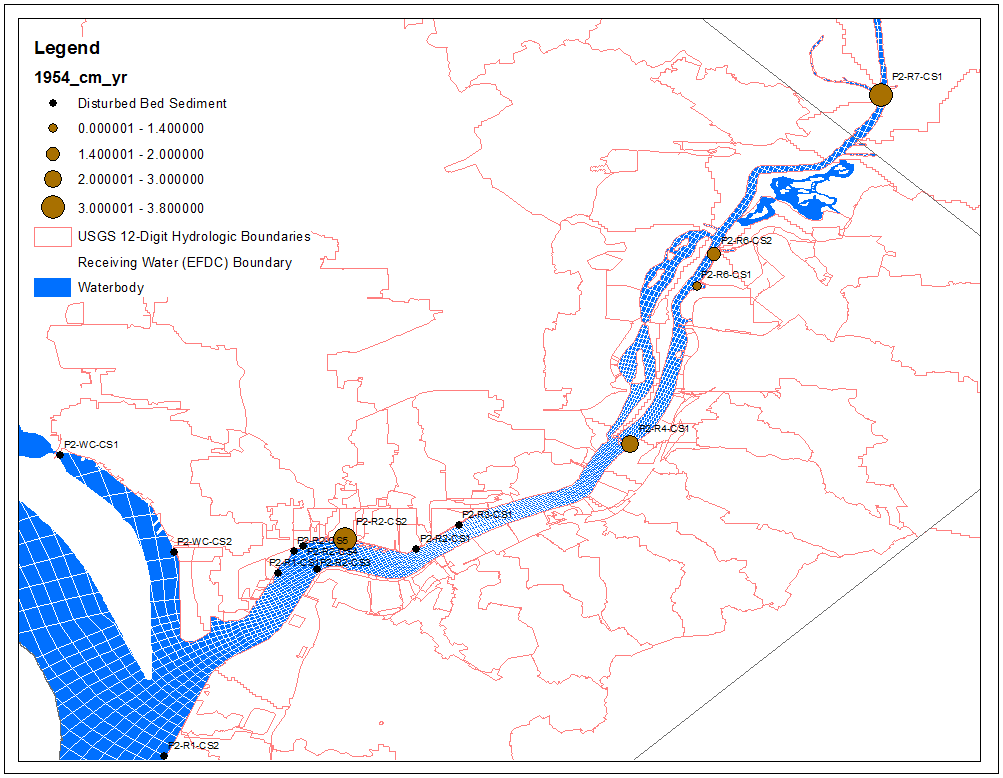 Legend
1954_cm_yr
Disturbed Bed Sediment
0.000001 - 1.400000
1.400001 - 2.000000
2.000001 - 3.000000
3.000001 - 3.800000
USGS 12-Digit Hydrologic Boundaries
Receiving Water (EFDC) Boundary
Waterbody
P2-R7-CS1
P2-R6-CS2
P2-R6-CS1
P2-R4-CS1
P2-WC-CS1
P2-R3-CS1
P2-R2-CS2
P2-R2-CS1
P2-R2-CS5
P2-WC-CS2
P2-R1-CS2